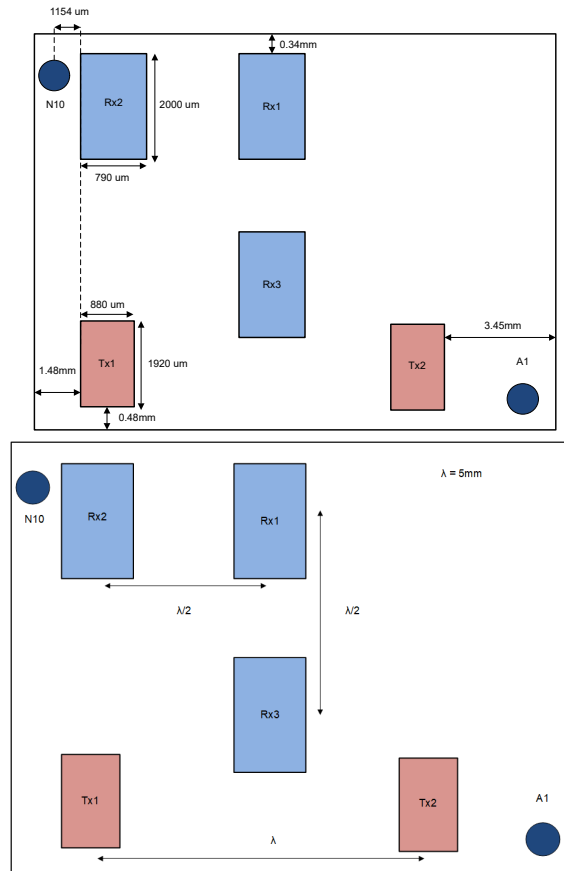 1154 um
0.34mm
N10
Rx2
2000 um
Rx1
790 um
Rx3
880 um
3.45mm
1.48mm
Tx1
1920 um
Tx2
A1
0.48mm
λ = 5mm
N10
Rx2
Rx1
λ/2
λ/2
Rx3
Tx1
Tx2
A1
λ